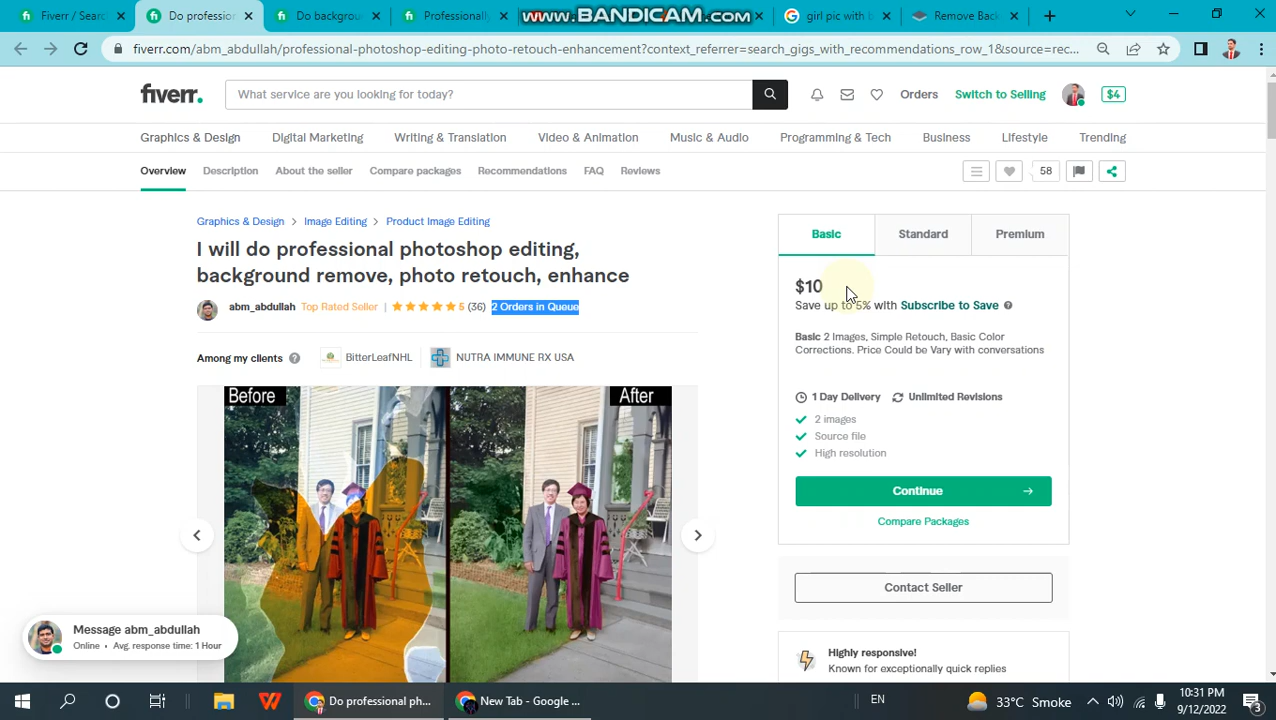 Fiverr / Sear
Do profession
Do backgroun
Professionally
WWW.BANDICAM.COM
girl pic with b
Remove Back
fiverr.com/abm_abdullah/professional-photoshop-editing-photo-retouch-enhancement?context_referrer=search_gigs_with_recommendations_row_1&source=rec...
fiverr.
What service are you looking for today?
Orders
Switch to Selling
$4
Graphics & Design
Digital Marketing
Writing & Translation
Video & Animation
Music & Audio
Programming & Tech
Business
Lifestyle
Trending
Overview
Description
About the seller
Compare packages
Recommendations
FAQ
Reviews
58
Graphics & Design > Image Editing > Product Image Editing
I will do professional photoshop editing,
background remove, photo retouch, enhance
abm_abdullah Top Rated Seller | 5 (36) 2 Orders in Queue
Among my clients
BitterLeafNHL
NUTRA IMMUNE RX USA
Before
After
Basic
Standard
Premium
$10
Save up to 5% with Subscribe to Save
Basic 2 Images, Simple Retouch, Basic Color
Corrections. Price Could be Vary with conversations
1 Day Delivery
Unlimited Revisions
2 images
Source file
High resolution
Continue
Compare Packages
Contact Seller
Highly responsive!
Known for exceptionally quick replies
Message abm_abdullah
Online • Avg. response time: 1 Hour
Do professional ph...
New Tab - Google ...
EN
33°C Smoke
10:31 PM
9/12/2022
3